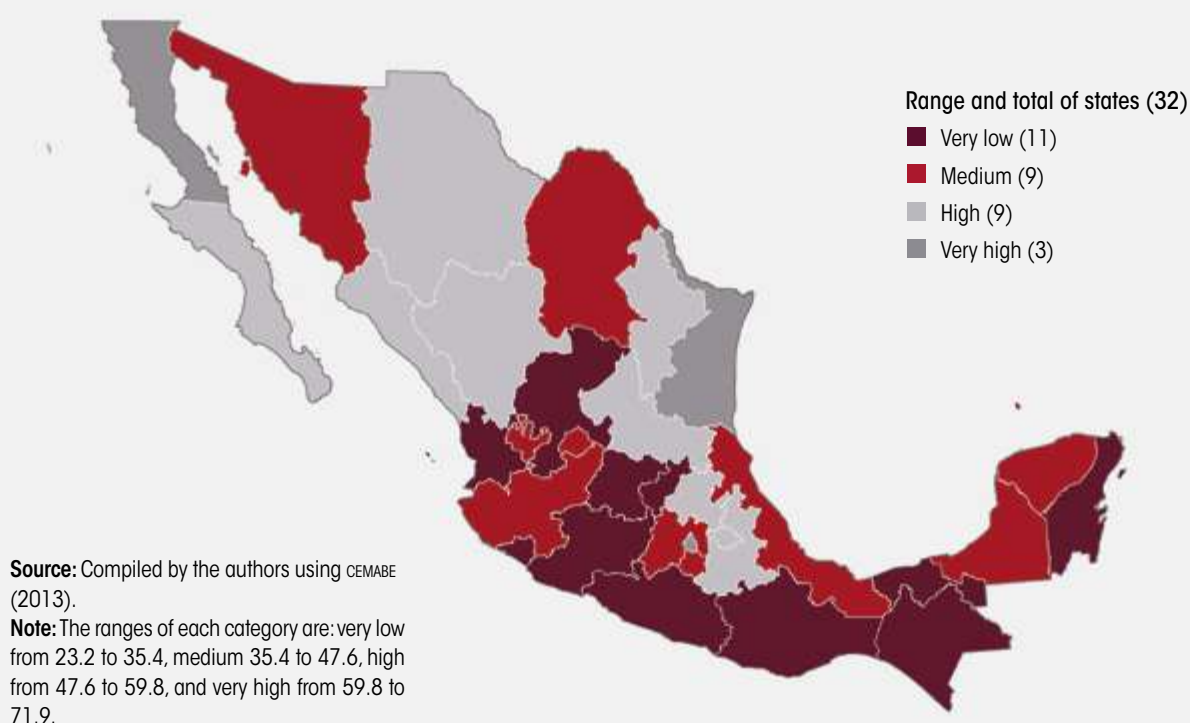 Range and total of states (32)
Very low (11)
Medium (9)
High (9)
Very high (3)
Source: Compiled by the authors using CEMABE
(2013).
Note: The ranges of each category are: very low
from 23.2 to 35.4, medium 35.4 to 47.6, high
from 47.6 to 59.8, and very high from 59.8 to
71.9.